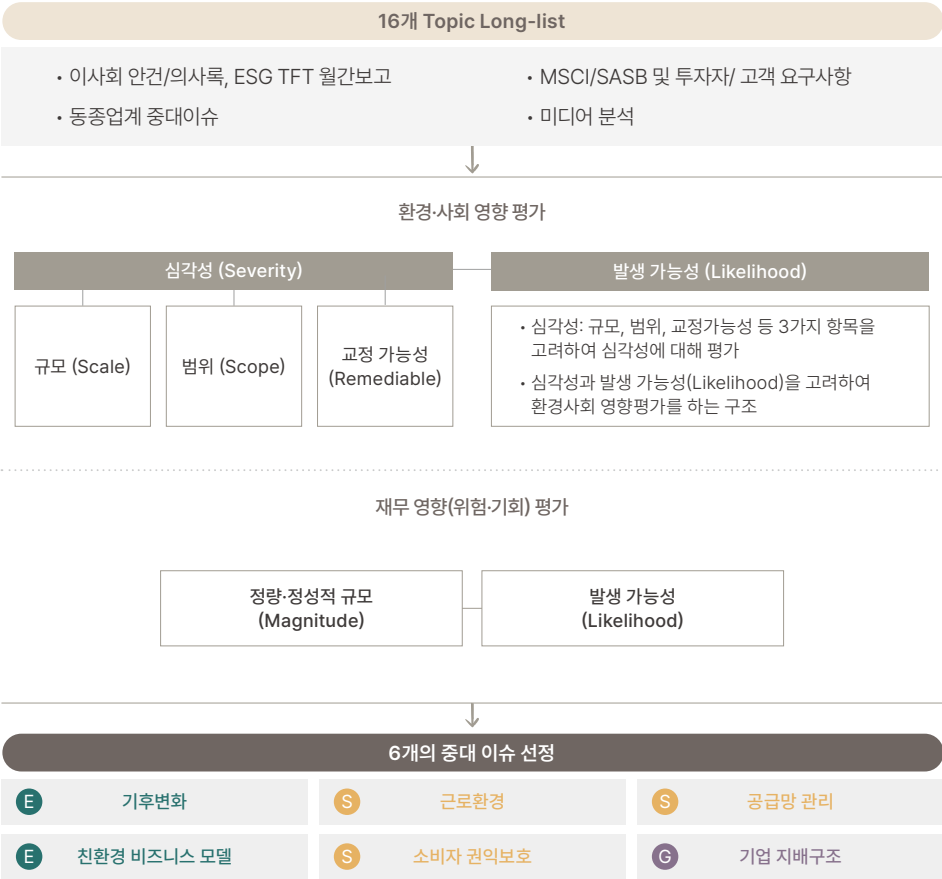 16개 Topic Long-list
• 이사회 안건/의사록, ESG TFT 월간보고
• 동종업계 중대이슈
• MSCI/SASB 및 투자자/ 고객 요구사항
• 미디어 분석
환경·사회 영향 평가
심각성 (Severity)
규모 (Scale)
범위 (Scope)
교정 가능성
(Remediable)
발생 가능성 (Likelihood)
• 심각성: 규모, 범위, 교정가능성 등 3가지 항목을
고려하여 심각성에 대해 평가
• 심각성과 발생 가능성(Likelihood)을 고려하여
환경사회 영향평가를 하는 구조
재무 영향(위험·기회) 평가
정량·정성적 규모
(Magnitude)
발생 가능성
(Likelihood)
6개의 중대 이슈 선정
E 기후변화
S 근로환경
S 공급망 관리
E 친환경 비즈니스 모델
S 소비자 권익보호
G 기업 지배구조